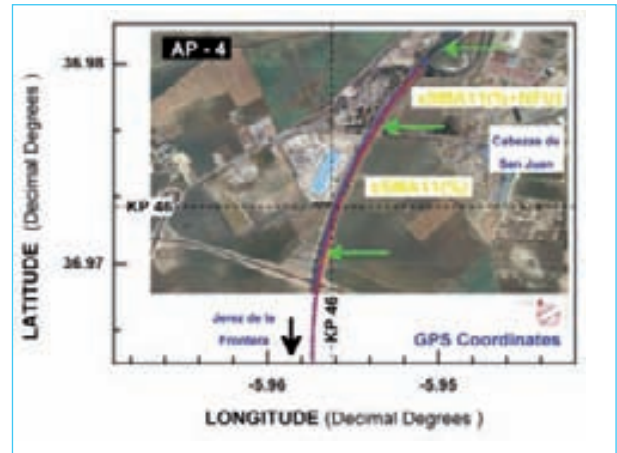 AP - 4
36.98
Cabezas de
San Juan
KP 46
36.97
Jerez de la
Frontera
KP 46
GPS Coordinates
-5.96
-5.95
LATITUDE (Decimal Degrees )
LONGITUDE (Decimal Degrees )